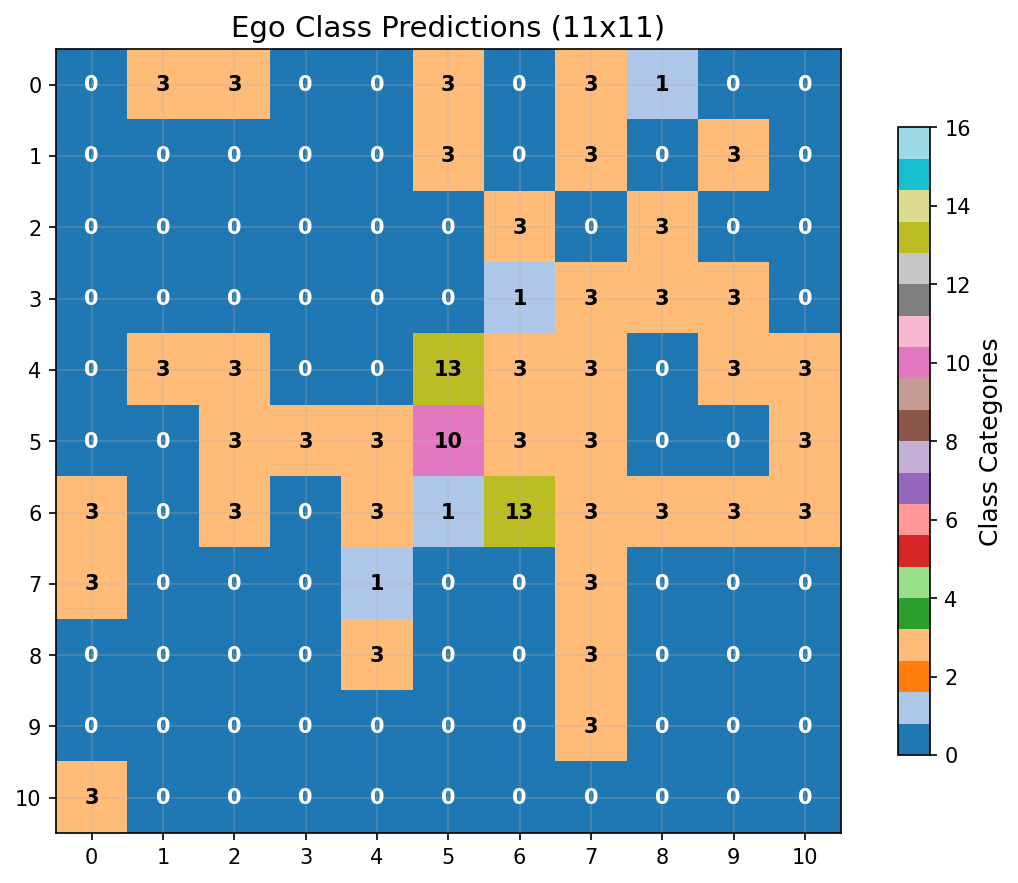 Ego Class Predictions (11x11)
0 0 3 3 0 0 3 0 3 1 0 0
1 0 0 0 0 0 3 0 3 0 3 0
2 0 0 0 0 0 0 3 0 3 0 0
3 0 0 0 0 0 0 1 3 3 3 0
4 0 3 3 0 0 13 3 3 0 3 3
5 0 0 3 3 3 10 3 3 0 0 3
6 3 0 3 0 3 1 13 3 3 3 3
7 3 0 0 0 1 0 0 3 0 0 0
8 0 0 0 0 3 0 0 3 0 0 0
9 0 0 0 0 0 0 0 3 0 0 0
10 3 0 0 0 0 0 0 0 0 0 0
0 1 2 3 4 5 6 7 8 9 10
16
14
12
10
8
6
4
2
0
Class Categories